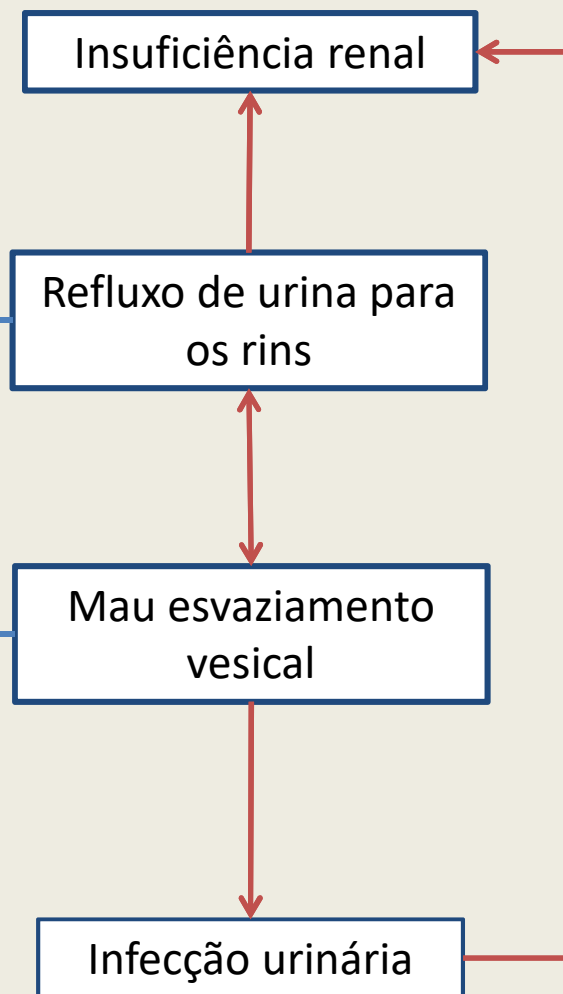 Insuficiência renal
Refluxo de urina para
os rins
Mau esvaziamento
vesical
Infecção urinária